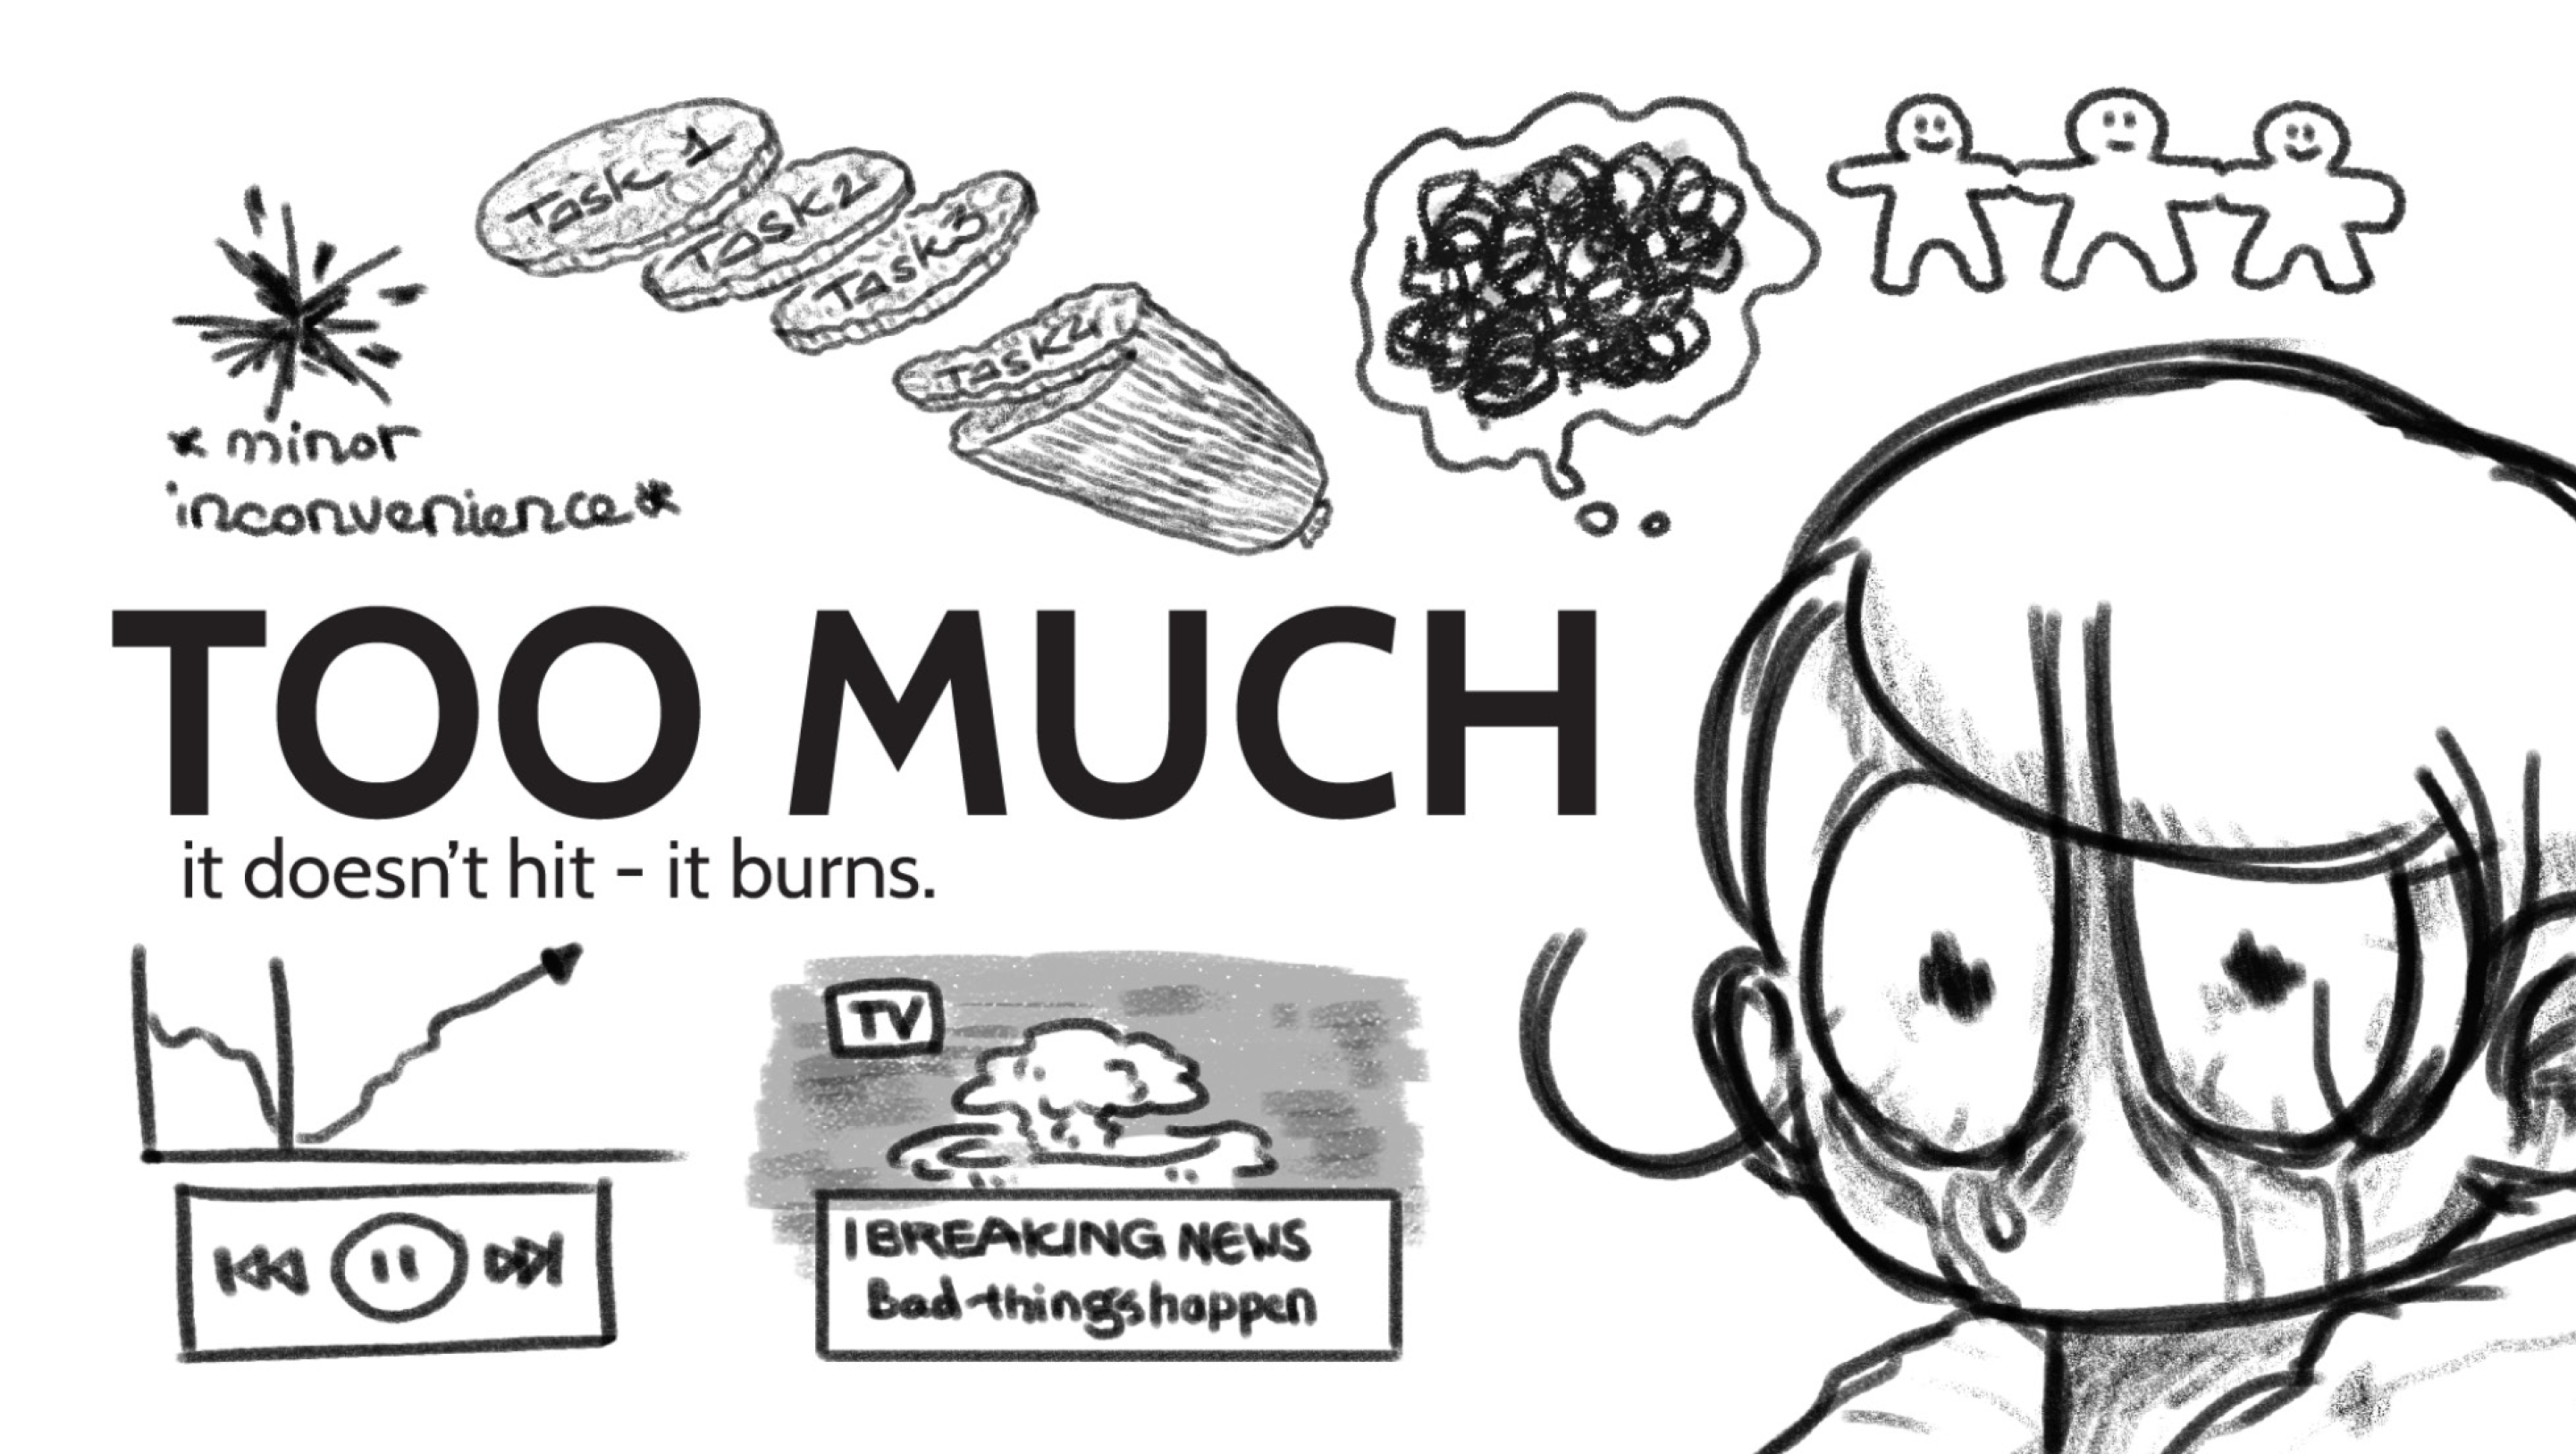 Task 1
Task 2
Task 3
Task 24
* minor
inconvenience *
TOO MUCH
it doesn't hit - it burns.
TV
| BREAKING NEWS
Bad things happen